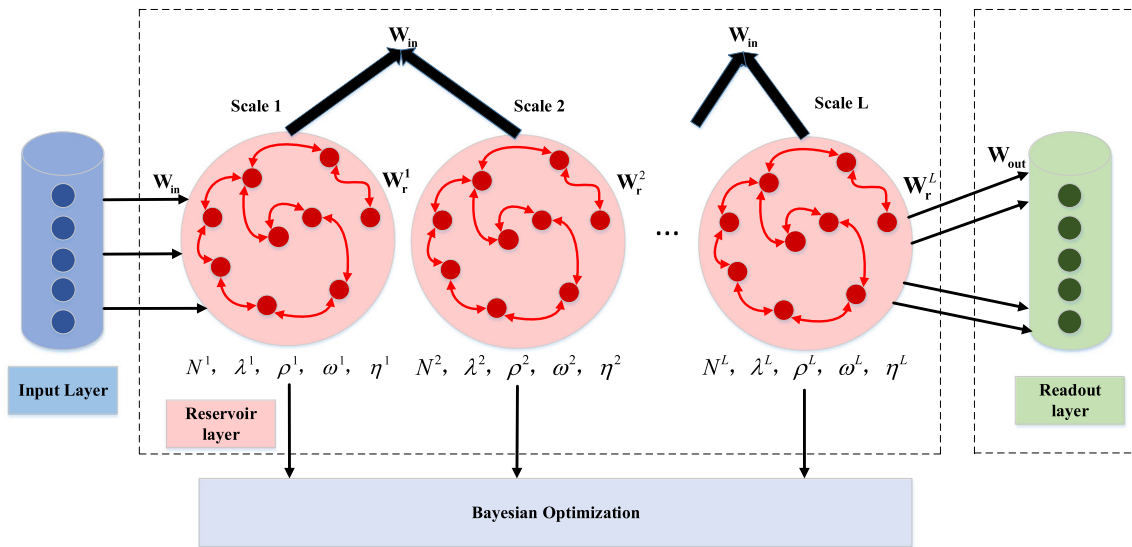 W_in
W_in
Scale 1
Scale 2
Scale L
W_in
W_r^1
W_r^2
...
W_r^L
W_out
N^1, λ^1, ρ^1, ω^1, η^1
N^2, λ^2, ρ^2, ω^2, η^2
N^L, λ^L, ρ^L, ω^L, η^L
Input Layer
Reservoir
layer
Readout
layer
Bayesian Optimization